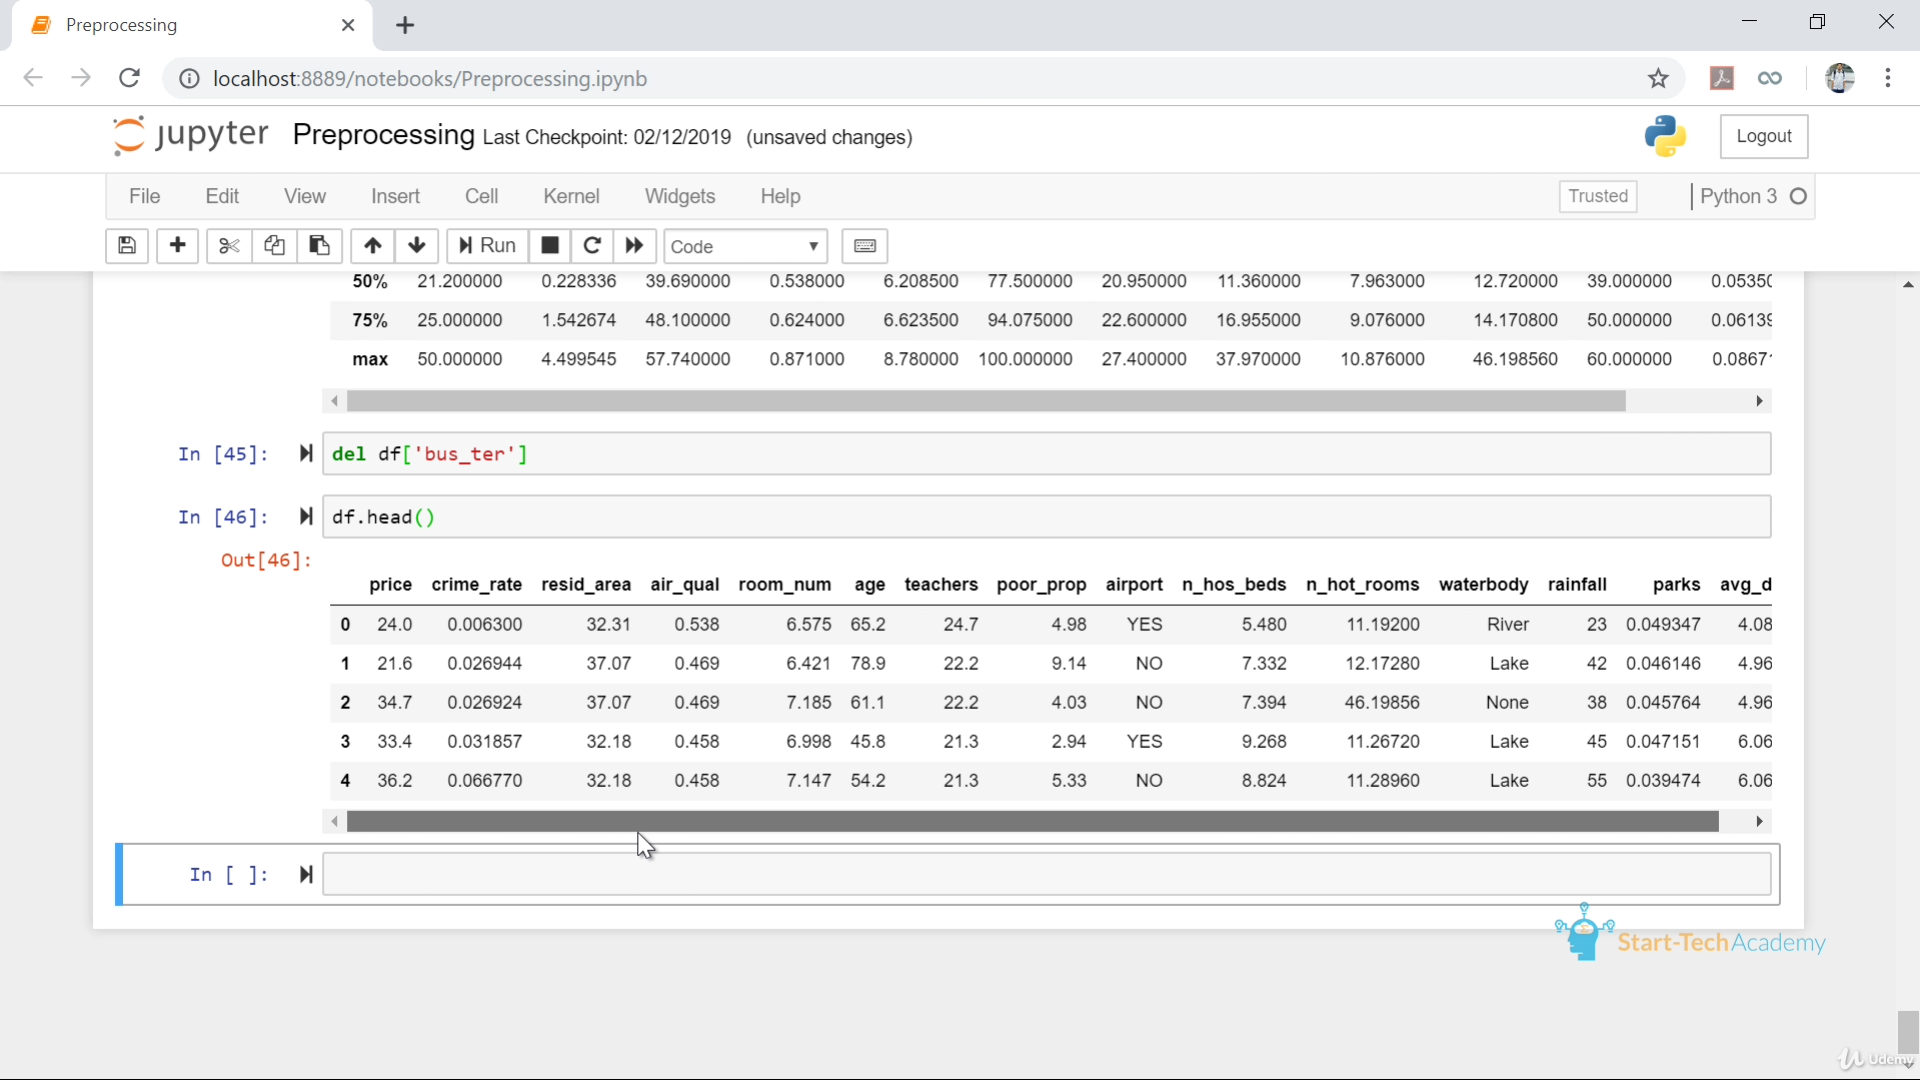 Preprocessing
localhost:8889/notebooks/Preprocessing.ipynb
jupyter Preprocessing Last Checkpoint: 02/12/2019 (unsaved changes) Logout
File Edit View Insert Cell Kernel Widgets Help Trusted Python 3
Run Code
50% 21.200000 0.228336 39.690000 0.538000 6.208500 77.500000 20.950000 11.360000 7.963000 12.720000 39.000000 0.05350
75% 25.000000 1.542674 48.100000 0.624000 6.623500 94.075000 22.600000 16.955000 9.076000 14.170800 50.000000 0.06139
max 50.000000 4.499545 57.740000 0.871000 8.780000 100.000000 27.400000 37.970000 10.876000 46.198560 60.000000 0.0867
In [45]: del df['bus_ter']
In [46]: df.head()
Out[46]:
price crime_rate resid_area air_qual room_num age teachers poor_prop airport n_hos_beds n_hot_rooms waterbody rainfall parks avg_d
0 24.0 0.006300 32.31 0.538 6.575 65.2 24.7 4.98 YES 5.480 11.19200 River 23 0.049347 4.08
1 21.6 0.026944 37.07 0.469 6.421 78.9 22.2 9.14 NO 7.332 12.17280 Lake 42 0.046146 4.96
2 34.7 0.026924 37.07 0.469 7.185 61.1 22.2 4.03 NO 7.394 46.19856 None 38 0.045764 4.96
3 33.4 0.031857 32.18 0.458 6.998 45.8 21.3 2.94 YES 9.268 11.26720 Lake 45 0.047151 6.06
4 36.2 0.066770 32.18 0.458 7.147 54.2 21.3 5.33 NO 8.824 11.28960 Lake 55 0.039474 6.06
In [ ]:
Start-TechAcademy
Udemy